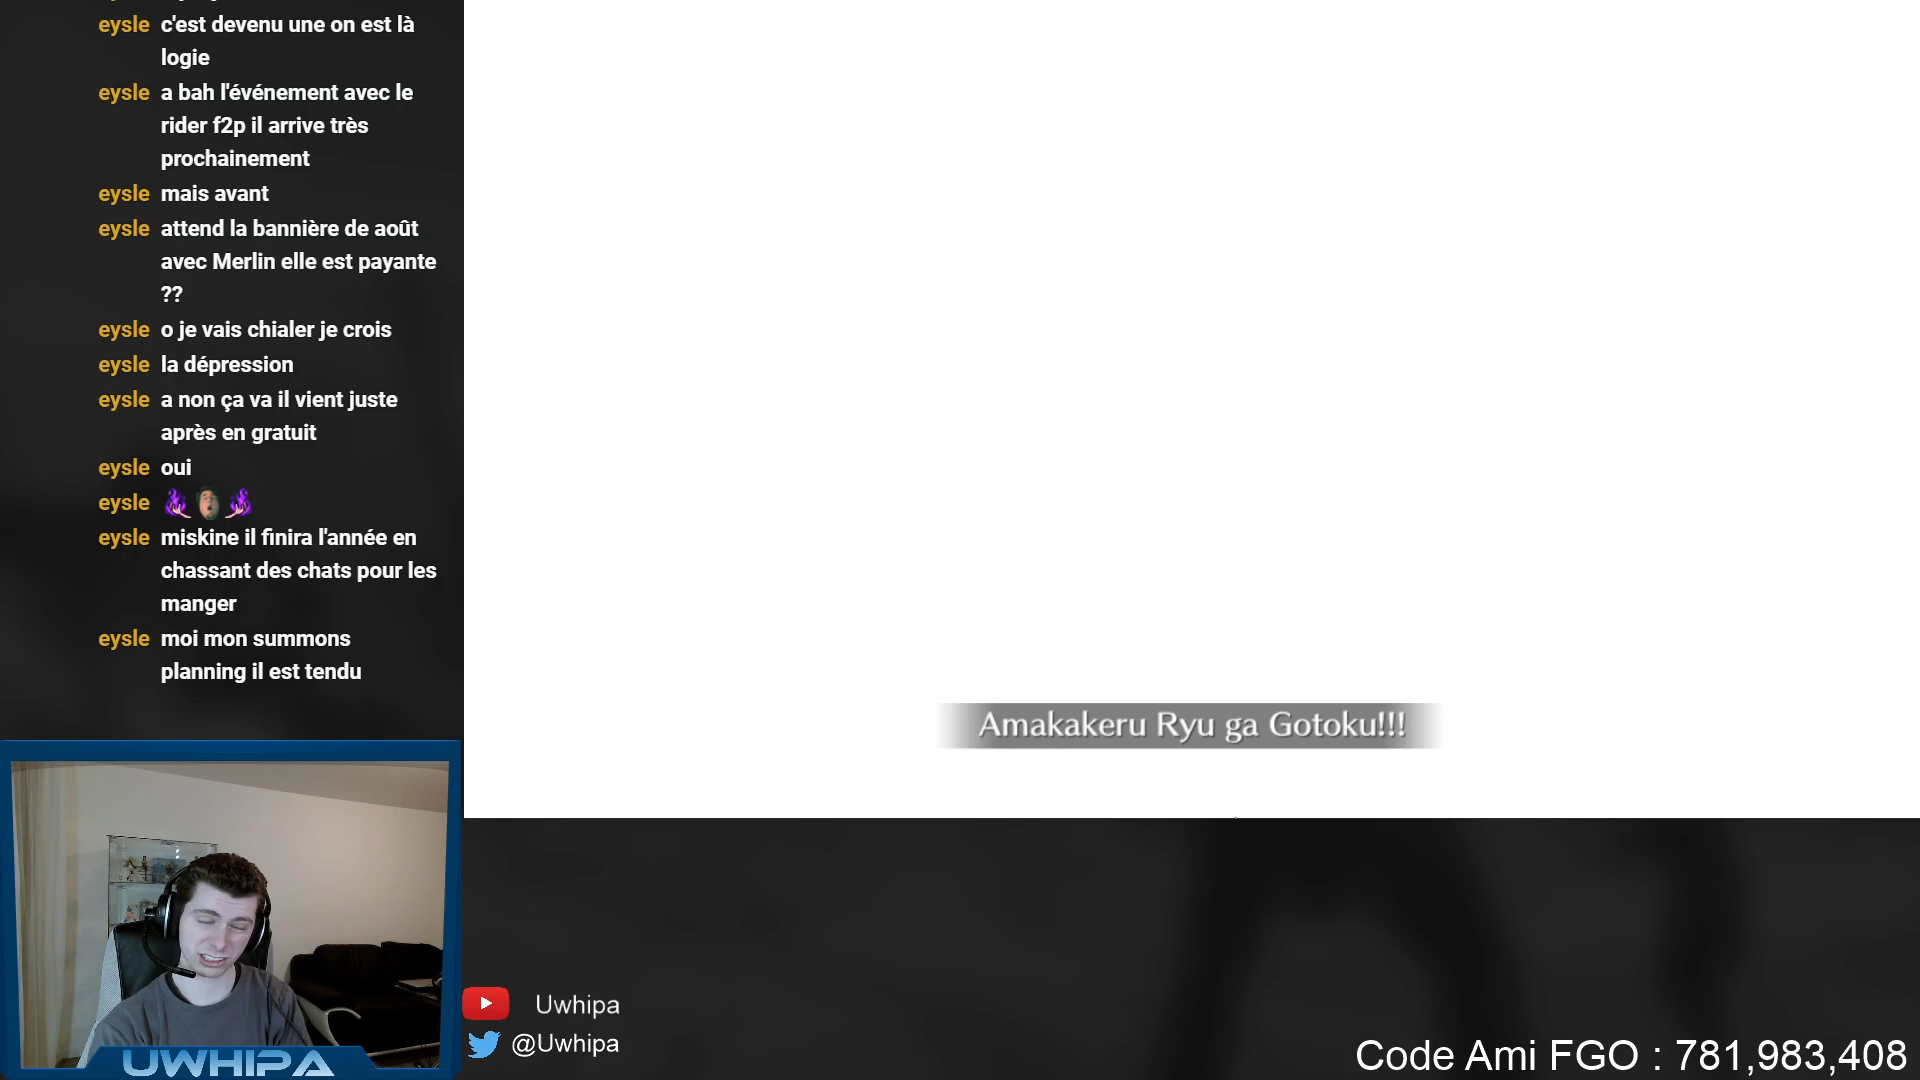 eysle c'est devenu une on est là
logie
eysle a bah l'événement avec le
rider f2p il arrive très
prochainement
eysle mais avant
eysle attend la bannière de août
avec Merlin elle est payante
??
eysle o je vais chialer je crois
eysle la dépression
eysle a non ça va il vient juste
après en gratuit
eysle oui
eysle
eysle miskine il finira l'année en
chassant des chats pour les
manger
eysle moi mon summons
planning il est tendu
Amakakeru Ryu ga Gotoku!!!
UWHIPA
Uwhipa
@Uwhipa
Code Ami FGO : 781,983,408